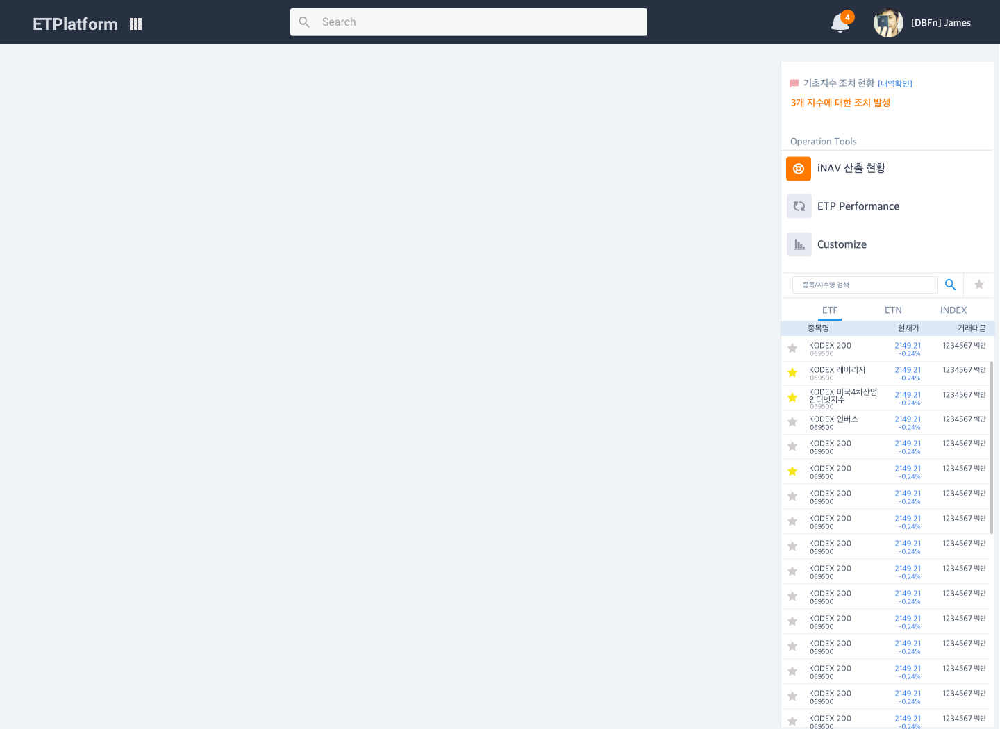 ETPlatform
Search
4
[DBFn] James
기초지수 조치 현황 [내역확인]
3개 지수에 대한 조치 발생
Operation Tools
iNAV 산출 현황
ETP Performance
Customize
종목/지수명 검색
ETF ETN INDEX
종목명 현재가 거래대금
KODEX 200 2149.21 1234567 백만
069500 -0.24%
KODEX 레버리지 2149.21 1234567 백만
069500 -0.24%
KODEX 미국4차산업
인터넷지수 2149.21 1234567 백만
069500 -0.24%
KODEX 인버스 2149.21 1234567 백만
069500 -0.24%
KODEX 200 2149.21 1234567 백만
069500 -0.24%
KODEX 200 2149.21 1234567 백만
069500 -0.24%
KODEX 200 2149.21 1234567 백만
069500 -0.24%
KODEX 200 2149.21 1234567 백만
069500 -0.24%
KODEX 200 2149.21 1234567 백만
069500 -0.24%
KODEX 200 2149.21 1234567 백만
069500 -0.24%
KODEX 200 2149.21 1234567 백만
069500 -0.24%
KODEX 200 2149.21 1234567 백만
069500 -0.24%
KODEX 200 2149.21 1234567 백만
069500 -0.24%
KODEX 200 2149.21 1234567 백만
069500 -0.24%
KODEX 200 2149.21 1234567 백만
069500 -0.24%
KODEX 200 2149.21 1234567 백만
069500 -0.24%